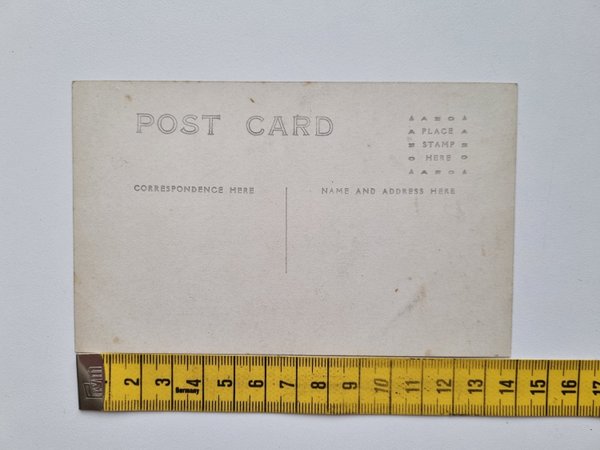 POST CARD
PLACE
STAMP
HERE
CORRESPONDENCE HERE
NAME AND ADDRESS HERE
2 3 4 5 6 7 8 9 10 11 12 13 14 15 16 17
Germany